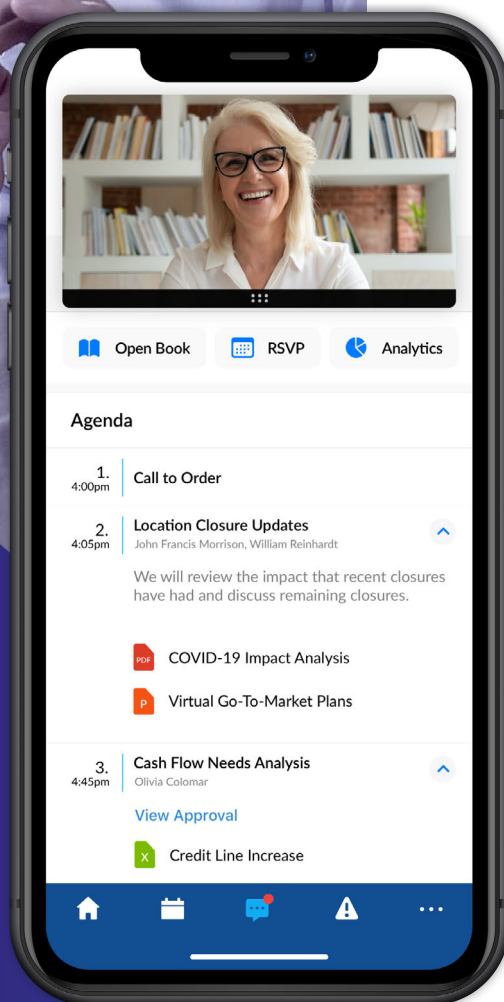 Open Book
RSVP
Analytics
Agenda
1.
4:00pm
Call to Order
2.
4:05pm
Location Closure Updates
John Francis Morrison, William Reinhardt
We will review the impact that recent closures
have had and discuss remaining closures.
PDF
COVID-19 Impact Analysis
P
Virtual Go-To-Market Plans
3.
4:45pm
Cash Flow Needs Analysis
Olivia Colomar
View Approval
X
Credit Line Increase